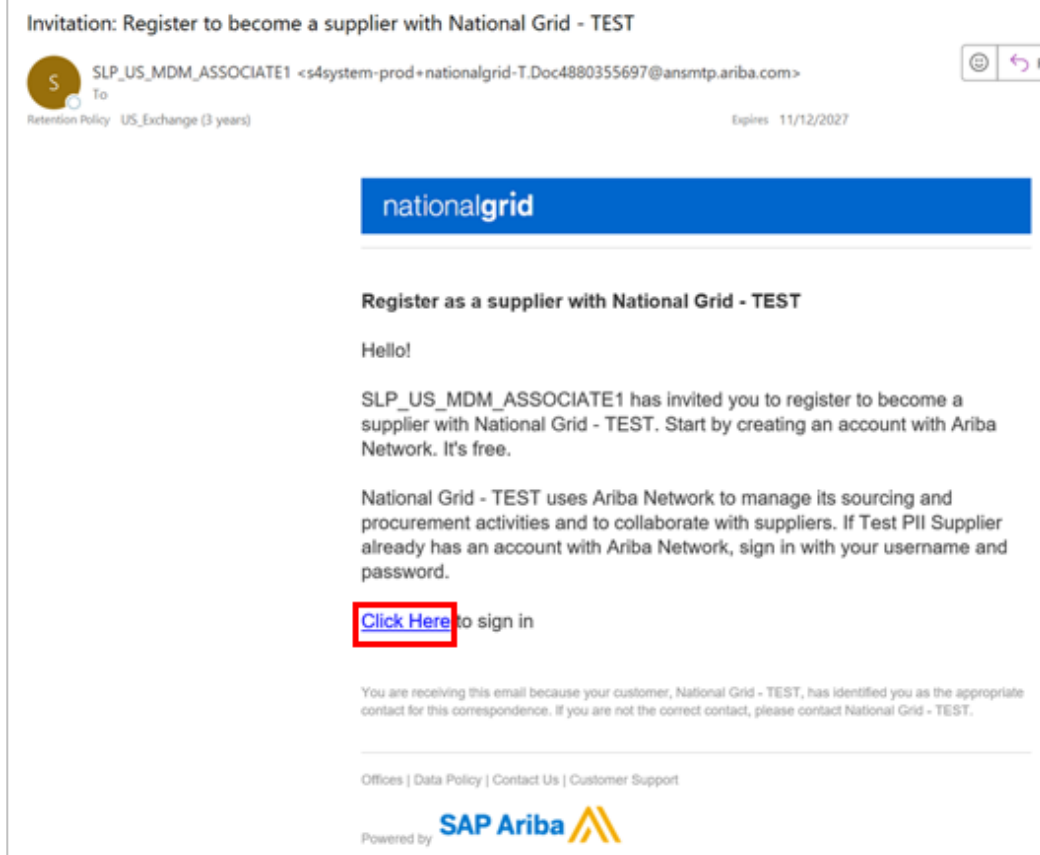 Invitation: Register to become a supplier with National Grid - TEST
S
SLP_US_MDM_ASSOCIATE1 <s4system-prod+nationalgrid-T.Doc4880355697@ansmtp.ariba.com>
To
Retention Policy US_Exchange (3 years)
Expires 11/12/2027
nationalgrid
Register as a supplier with National Grid - TEST
Hello!
SLP_US_MDM_ASSOCIATE1 has invited you to register to become a
supplier with National Grid - TEST. Start by creating an account with Ariba
Network. It's free.
National Grid - TEST uses Ariba Network to manage its sourcing and
procurement activities and to collaborate with suppliers. If Test PII Supplier
already has an account with Ariba Network, sign in with your username and
password.
Click Here to sign in
You are receiving this email because your customer, National Grid - TEST, has identified you as the appropriate
contact for this correspondence. If you are not the correct contact, please contact National Grid - TEST.
Offices | Data Policy | Contact Us | Customer Support
Powered by SAP Ariba